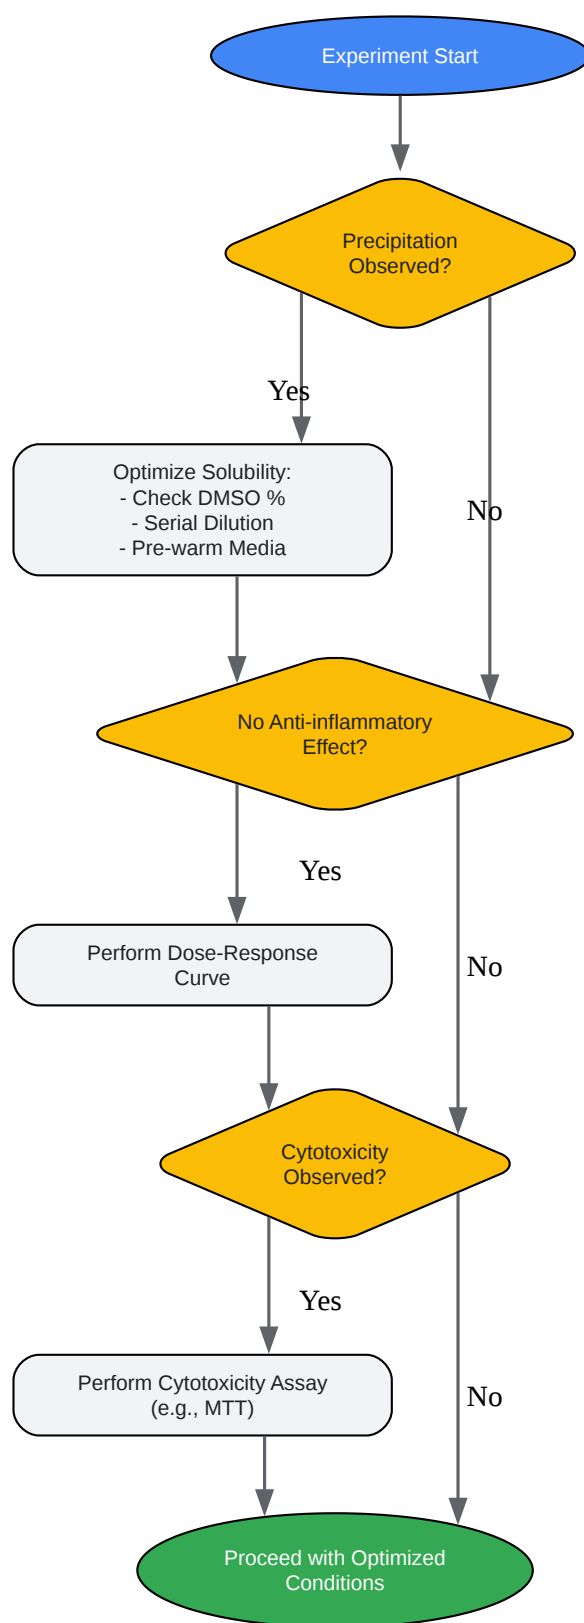 Experiment Start
Precipitation
Observed?
Yes
Optimize Solubility:
- Check DMSO %
- Serial Dilution
- Pre-warm Media
No
No Anti-inflammatory
Effect?
Yes
Perform Dose-Response
Curve
No
Cytotoxicity
Observed?
Yes
Perform Cytotoxicity Assay
(e.g., MTT)
No
Proceed with Optimized
Conditions